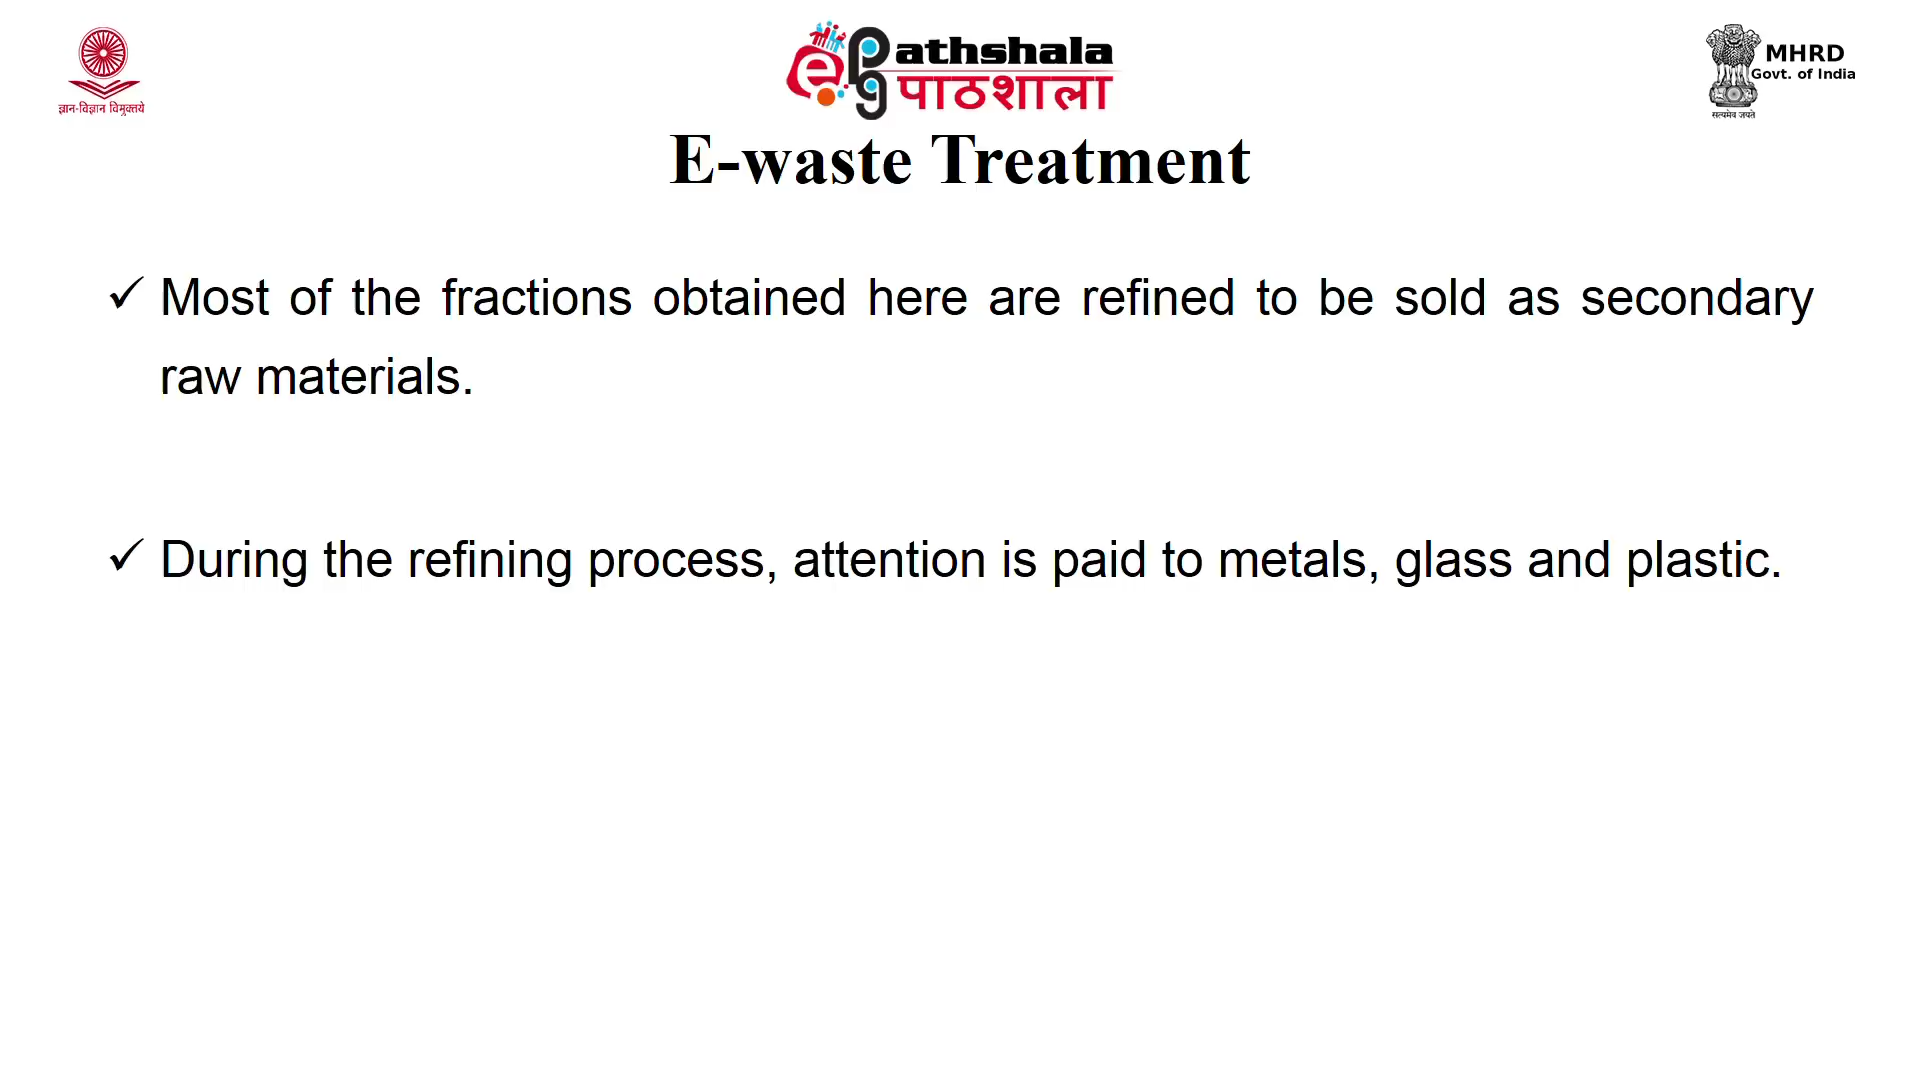 ज्ञान-विज्ञान विमुक्तये
ePg athshala
पाठशाला
MHRD
Govt. of India
सत्यमेव जयते
E-waste Treatment
✓ Most of the fractions obtained here are refined to be sold as secondary
raw materials.
✓ During the refining process, attention is paid to metals, glass and plastic.